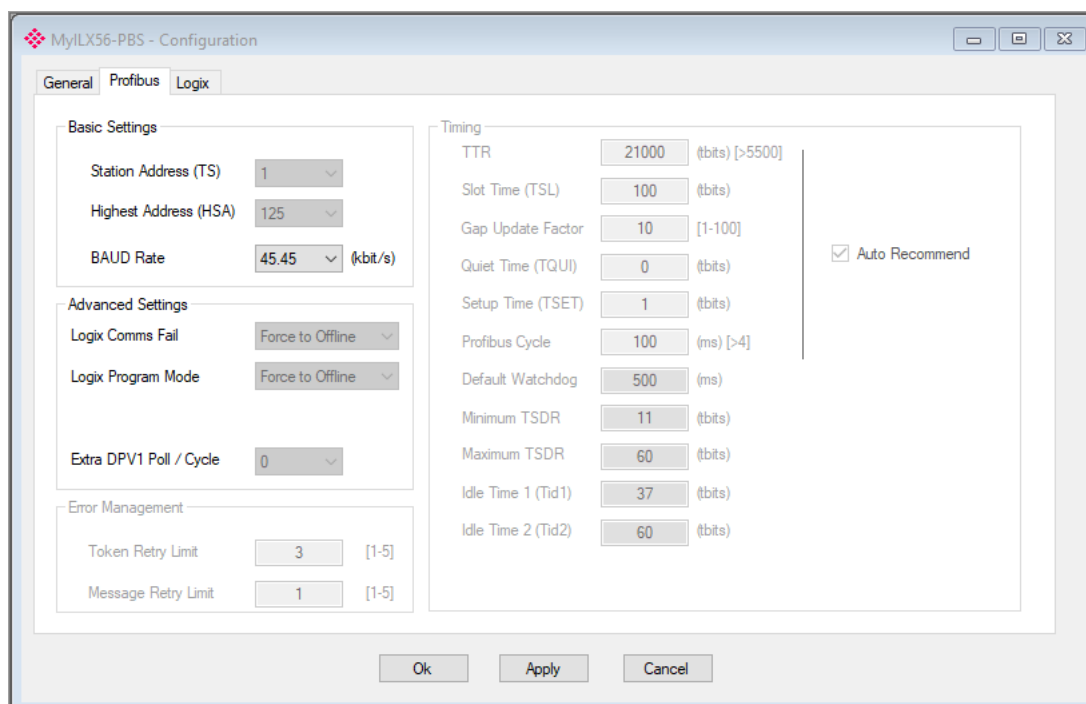 MyILX56-PBS - Configuration
General Profibus Logix
Basic Settings
Station Address (TS) 1
Highest Address (HSA) 125
BAUD Rate 45.45 (kbit/s)
Advanced Settings
Logix Comms Fail Force to Offline
Logix Program Mode Force to Offline
Extra DPV1 Poll / Cycle 0
Error Management
Token Retry Limit 3 [1-5]
Message Retry Limit 1 [1-5]
Timing
TTR 21000 (tbits) [>5500]
Slot Time (TSL) 100 (tbits)
Gap Update Factor 10 [1-100]
Quiet Time (TQUI) 0 (tbits)
Setup Time (TSET) 1 (tbits)
Profibus Cycle 100 (ms) [>4]
Default Watchdog 500 (ms)
Minimum TSDR 11 (tbits)
Maximum TSDR 60 (tbits)
Idle Time 1 (Tid1) 37 (tbits)
Idle Time 2 (Tid2) 60 (tbits)
Auto Recommend
Ok Apply Cancel